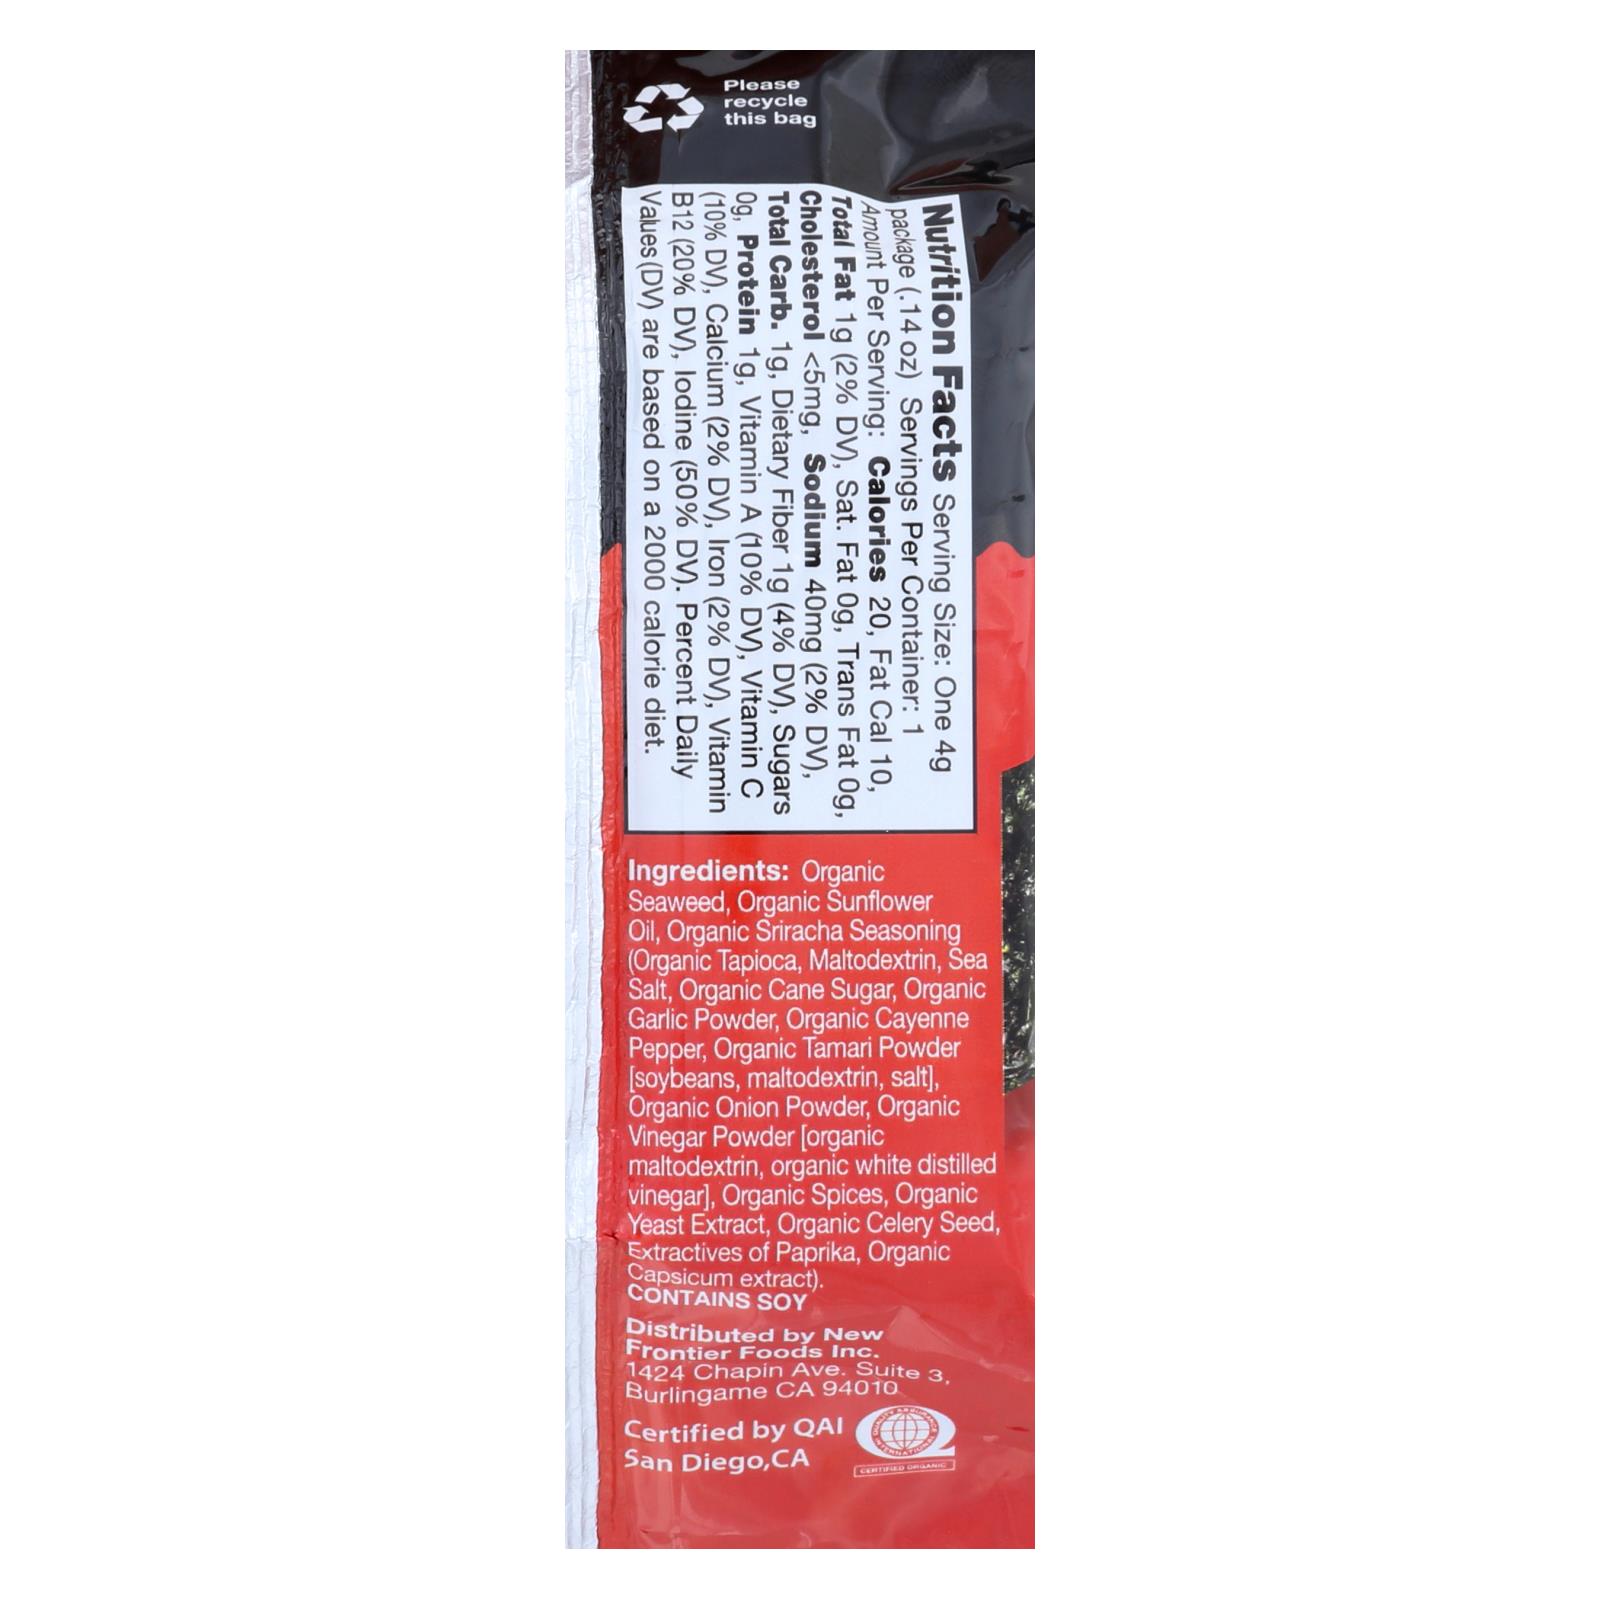 Please
recycle
this bag
Nutrition Facts Serving Size: One 4g
package (.14 oz) Servings Per Container: 1
Amount Per Serving: Calories 20, Fat Cal 10,
Total Fat 1g (2% DV), Sat. Fat 0g, Trans Fat 0g,
Cholesterol <5mg, Sodium 40mg (2% DV),
Total Carb. 1g, Dietary Fiber 1g (4% DV), Sugars
0g, Protein 1g, Vitamin A (10% DV), Vitamin C
(10% DV), Calcium (2% DV), Iron (2% DV), Vitamin
B12 (20% DV), Iodine (50% DV). Percent Daily
Values (DV) are based on a 2000 calorie diet.
Ingredients: Organic
Seaweed, Organic Sunflower
Oil, Organic Sriracha Seasoning
(Organic Tapioca, Maltodextrin, Sea
Salt, Organic Cane Sugar, Organic
Garlic Powder, Organic Cayenne
Pepper, Organic Tamari Powder
[soybeans, maltodextrin, salt],
Organic Onion Powder, Organic
Vinegar Powder [organic
maltodextrin, organic white distilled
vinegar], Organic Spices, Organic
Yeast Extract, Organic Celery Seed,
Extractives of Paprika, Organic
Capsicum extract).
CONTAINS SOY
Distributed by New
Frontier Foods Inc.
1424 Chapin Ave. Suite 3,
Burlingame CA 94010
Certified by QAI
San Diego,CA
QUALITY ASSURANCE
INTERNATIONAL
CERTIFIED ORGANIC